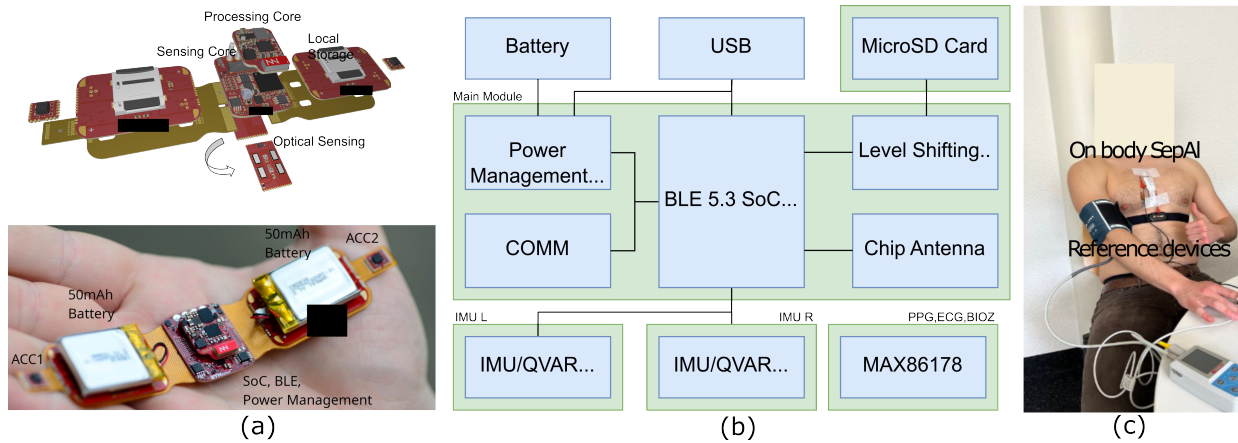 Processing Core
Sensing Core
Local
Storage
Optical Sensing
50mAh
Battery
ACC2
50mAh
Battery
ACC1
SoC, BLE,
Power Management
(a)
Battery
USB
MicroSD Card
Main Module
Power
Management...
BLE 5.3 SoC...
Level Shifting..
COMM
Chip Antenna
IMU L
IMU R
PPG,ECG,BIOZ
IMU/QVAR...
IMU/QVAR...
MAX86178
(b)
On body SepAI
Reference devices
(c)